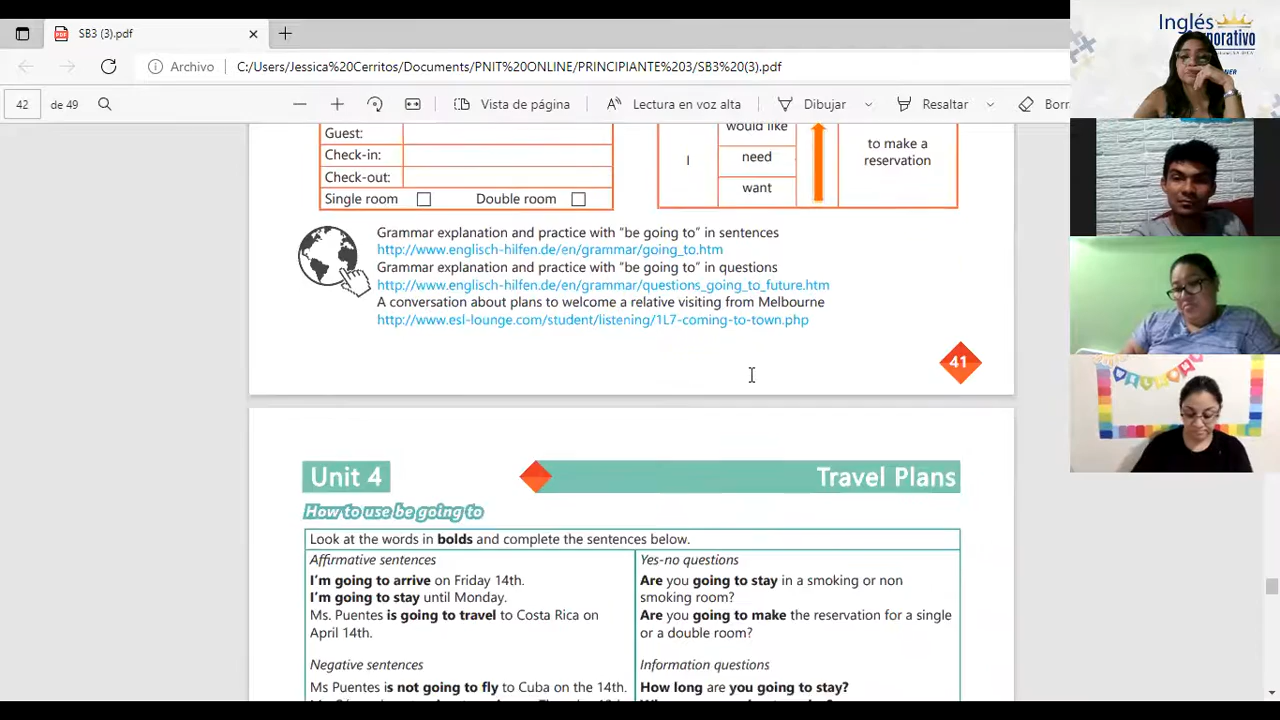 SB3 (3).pdf
Archivo
C:/Users/Jessica%20Cerritos/Documents/PNIT%20ONLINE/PRINCIPIANTE%203/SB3%20(3).pdf
42 de 49
Vista de página
Lectura en voz alta
Dibujar
Resaltar
Inglés
Guest:
Check-in:
Check-out:
Single room
Double room
would like
need
want
I
to make a
reservation
Grammar explanation and practice with “be going to” in sentences
http://www.englisch-hilfen.de/en/grammar/going_to.htm
Grammar explanation and practice with “be going to” in questions
http://www.englisch-hilfen.de/en/grammar/questions_going_to_future.htm
A conversation about plans to welcome a relative visiting from Melbourne
http://www.esl-lounge.com/student/listening/1L7-coming-to-town.php
41
Unit 4
Travel Plans
How to use be going to
Look at the words in bolds and complete the sentences below.
Affirmative sentences
I’m going to arrive on Friday 14th.
I’m going to stay until Monday.
Ms. Puentes is going to travel to Costa Rica on
April 14th.
Negative sentences
Ms Puentes is not going to fly to Cuba on the 14th.
Yes-no questions
Are you going to stay in a smoking or non
smoking room?
Are you going to make the reservation for a single
or a double room?
Information questions
How long are you going to stay?